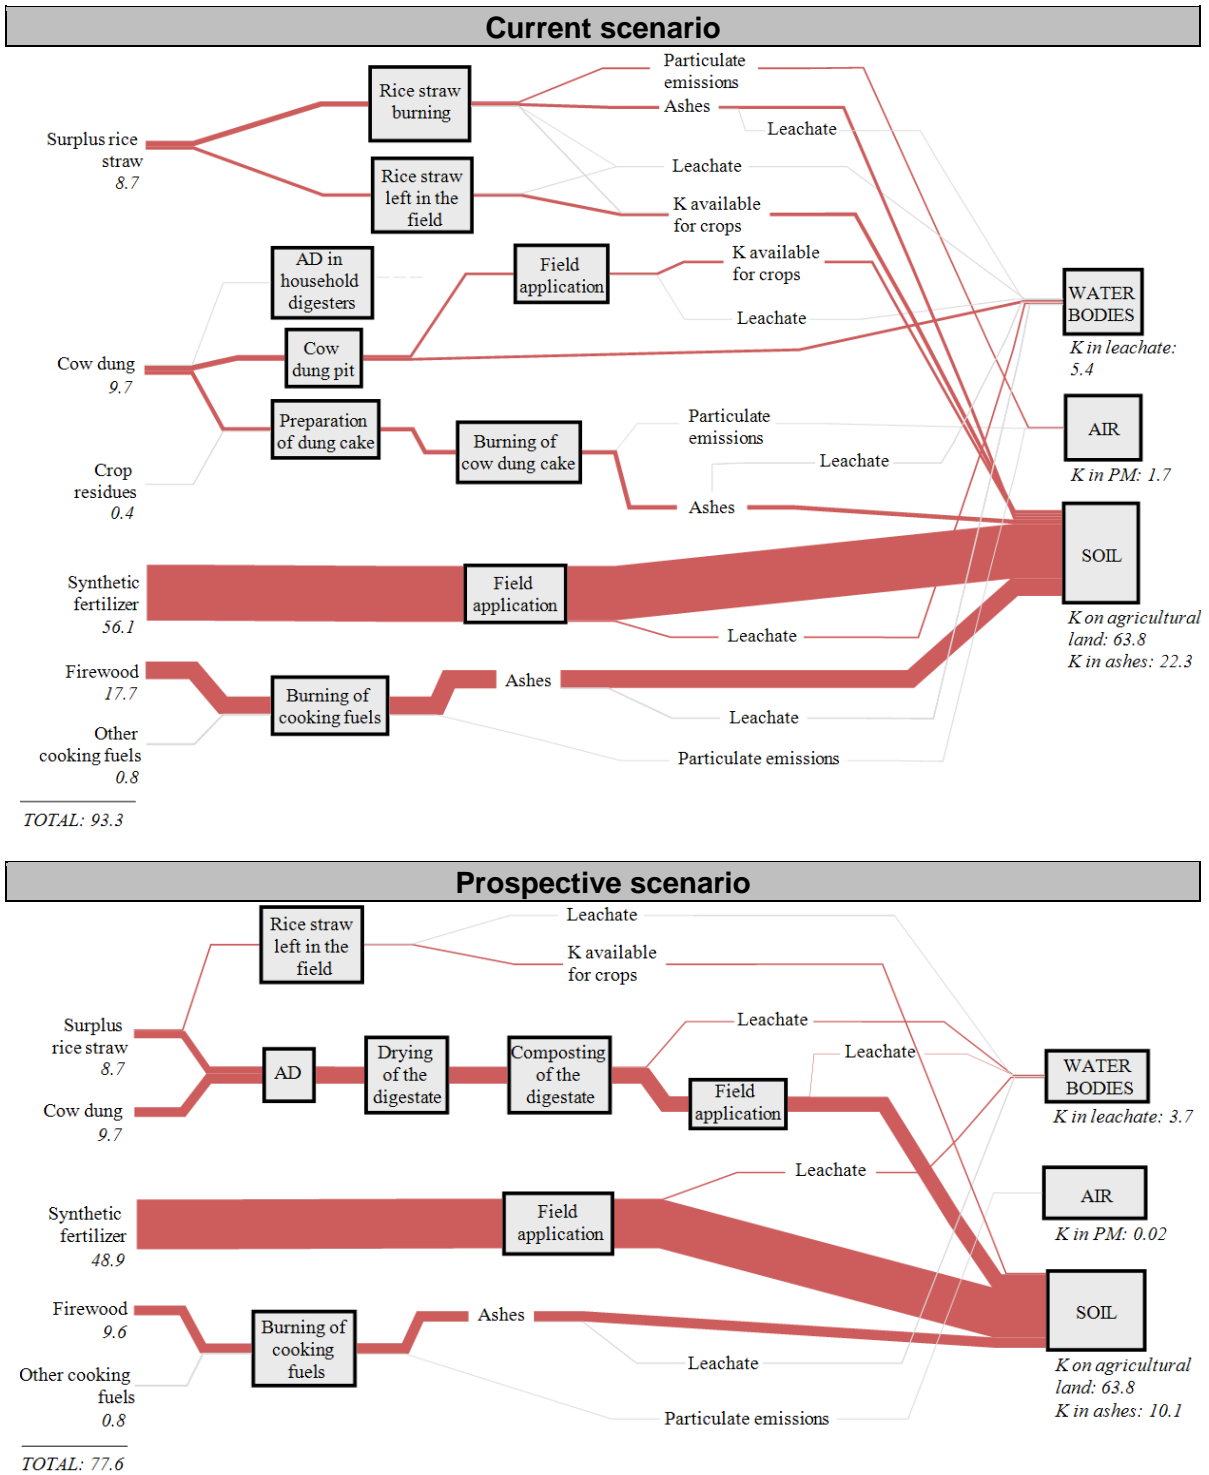 Current scenario
Particulate
emissions
Rice straw
burning
Ashes
Leachate
Surplus rice
straw
8.7
Leachate
Rice straw
left in the
field
K available
for crops
AD in
household
digesters
Field
application
K available
for crops
WATER
BODIES
Leachate
Cow
dung pit
K in leachate:
5.4
Cow dung
9.7
AIR
Preparation
of dung cake
Particulate
emissions
Burning of
cow dung cake
Leachate
K in PM: 1.7
Crop
residues
0.4
Ashes
SOIL
Synthetic
fertilizer
56.1
Field
application
K on agricultural
land: 63.8
K in ashes: 22.3
Leachate
Firewood
17.7
Ashes
Burning of
cooking fuels
Leachate
Other
cooking fuels
0.8
Particulate emissions
TOTAL: 93.3
Prospective scenario
Leachate
Rice straw
left in the
field
K available
for crops
Surplus
rice straw
8.7
Leachate
Drying
of the
digestate
Composting
of the
digestate
Leachate
AD
WATER
BODIES
Field
application
Cow dung
9.7
K in leachate: 3.7
Leachate
AIR
Synthetic
fertilizer
48.9
Field
application
K in PM: 0.02
Firewood
9.6
Ashes
SOIL
Burning of
cooking
fuels
Leachate
K on agricultural
land: 63.8
K in ashes: 10.1
Other cooking
fuels
0.8
Particulate emissions
TOTAL: 77.6